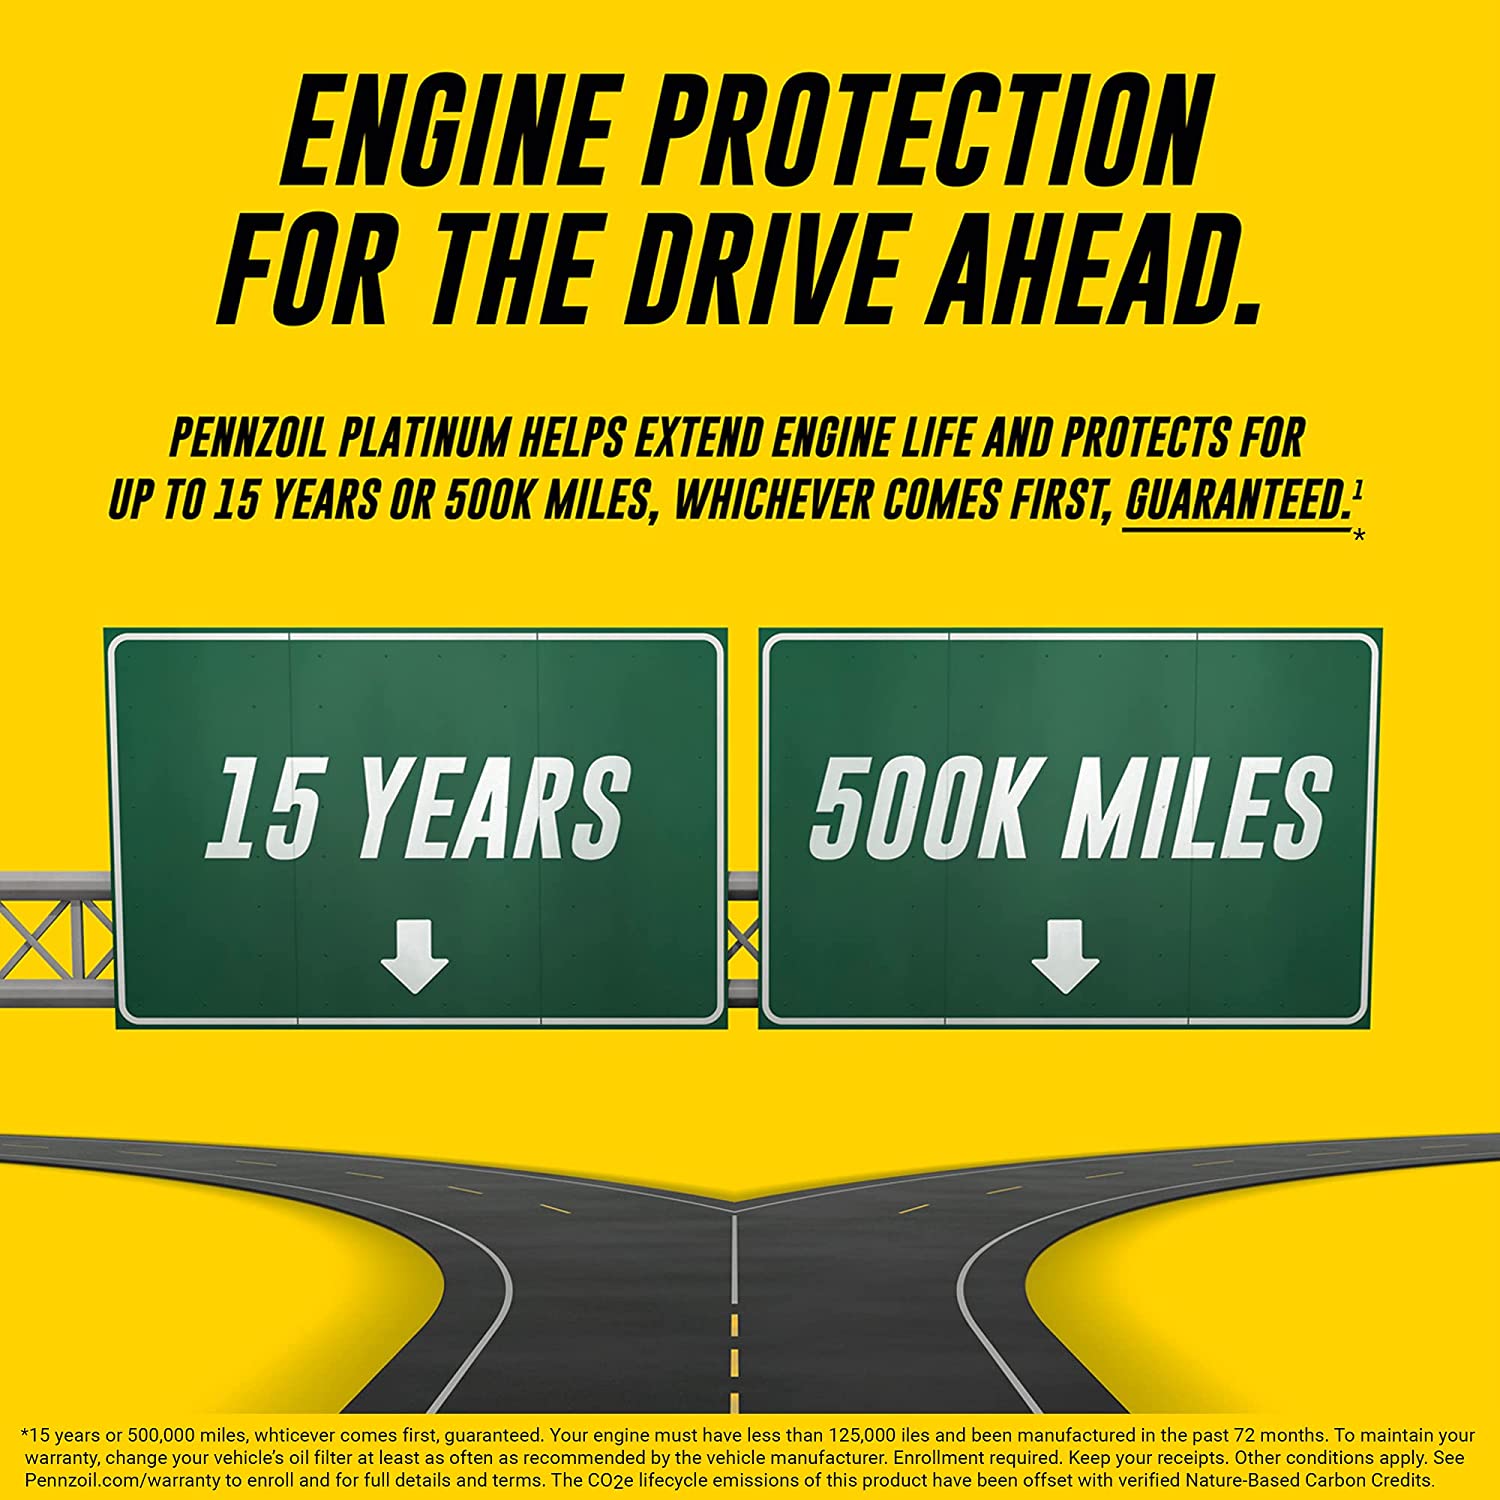 ENGINE PROTECTION
FOR THE DRIVE AHEAD.
PENNZOIL PLATINUM HELPS EXTEND ENGINE LIFE AND PROTECTS FOR
UP TO 15 YEARS OR 500K MILES, WHICHEVER COMES FIRST, GUARANTEED.¹
*
15 YEARS
500K MILES
*15 years or 500,000 miles, whticever comes first, guaranteed. Your engine must have less than 125,000 iles and been manufactured in the past 72 months. To maintain your
warranty, change your vehicle's oil filter at least as often as recommended by the vehicle manufacturer. Enrollment required. Keep your receipts. Other conditions apply. See
Pennzoil.com/warranty to enroll and for full details and terms. The CO2e lifecycle emissions of this product have been offset with verified Nature-Based Carbon Credits.